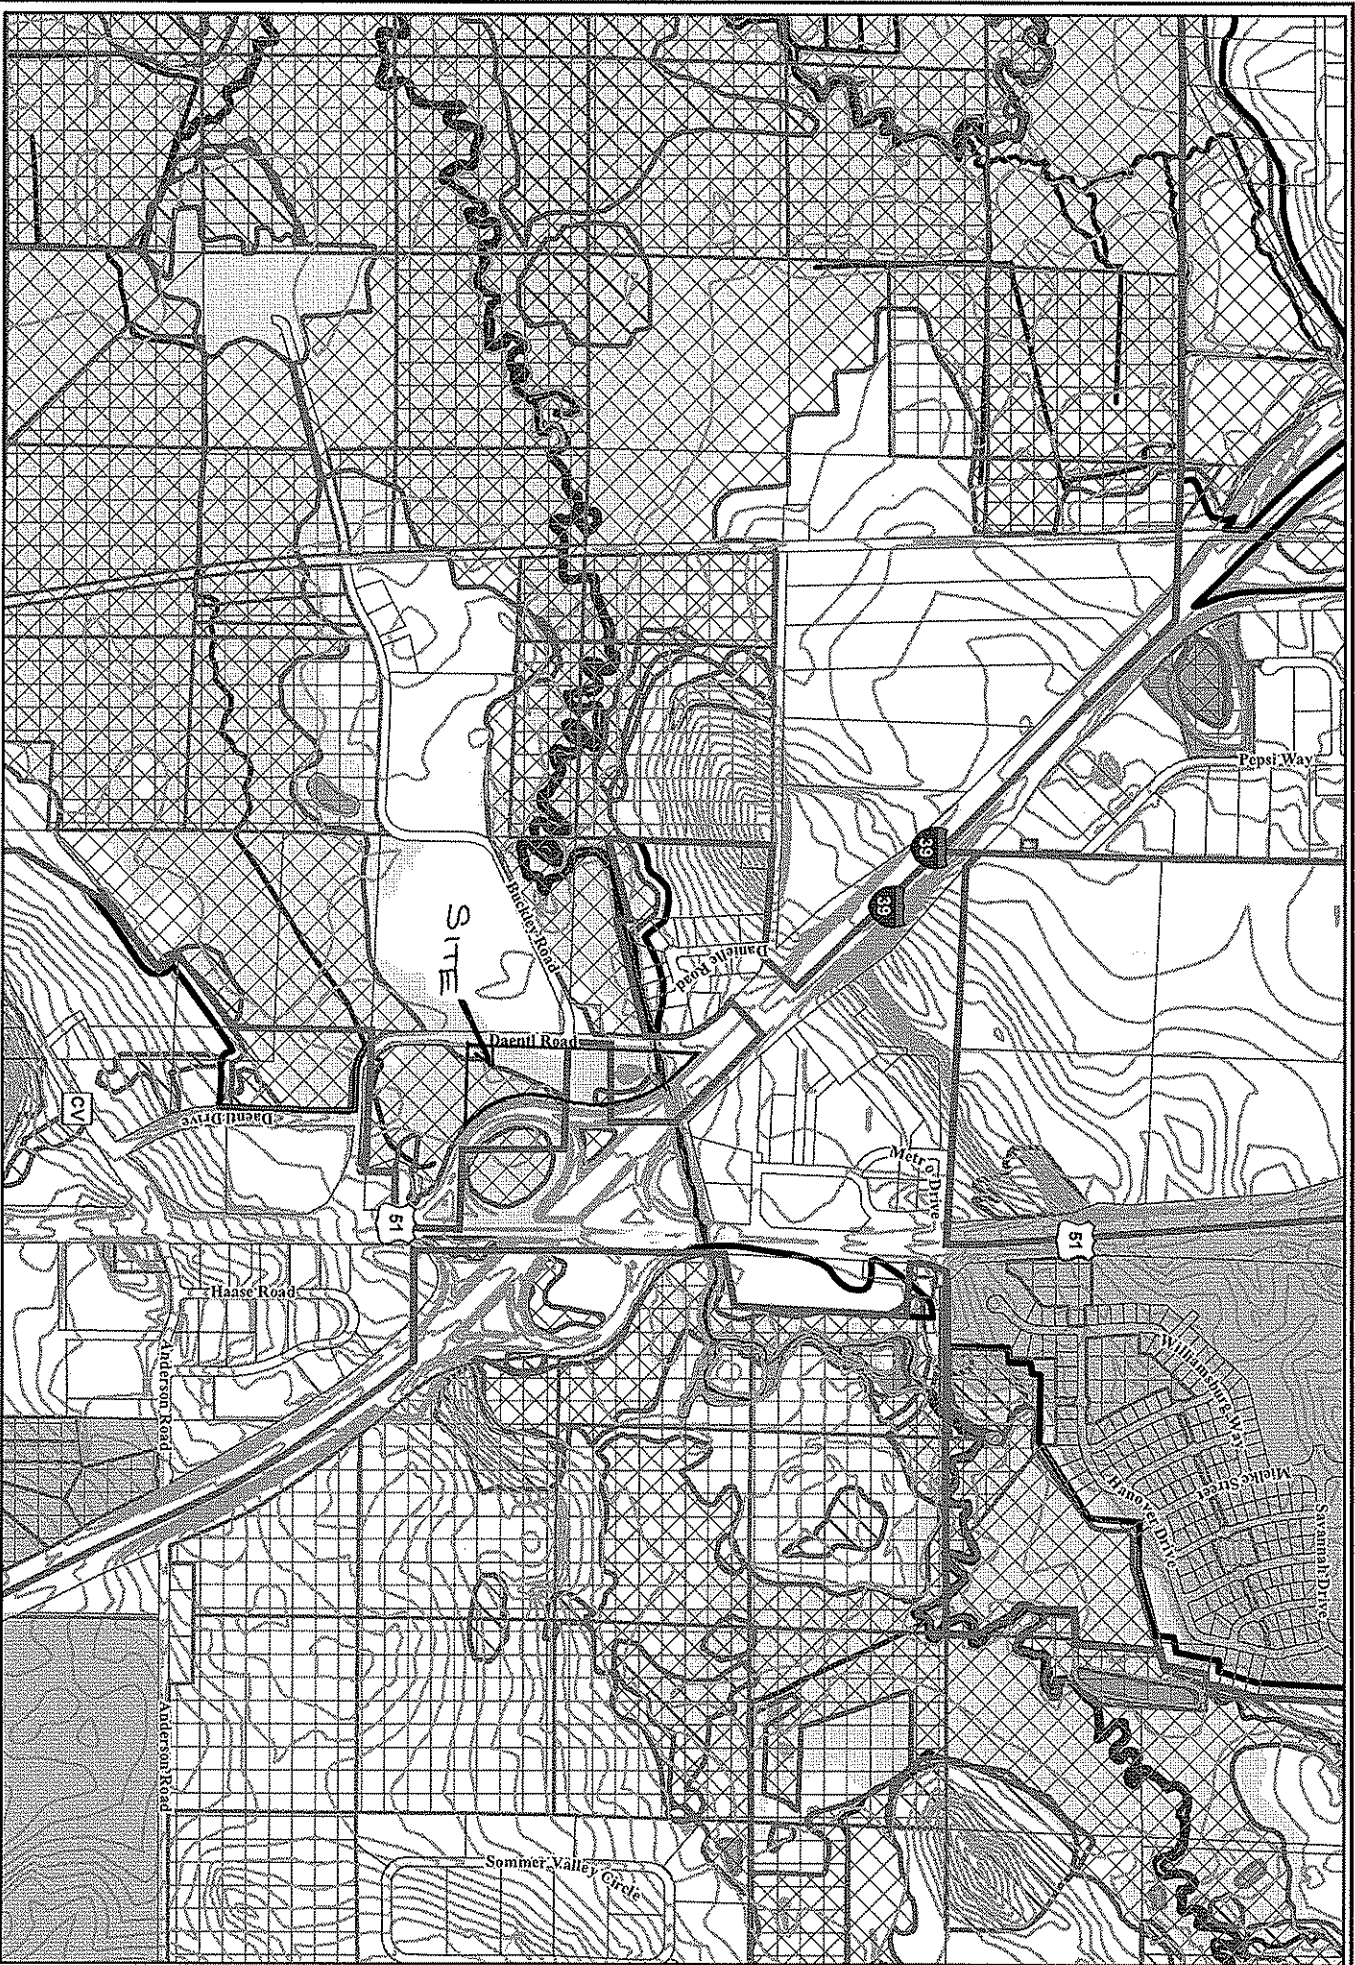 Pepsi Way
39
39
Buckley Road
SITE
Danielle Road
Daentl Road
Daentl Drive
CV
Metro Drive
51
51
Haase Road
Anderson Road
Williamsburg Way
Mielke Street
Hanover Drive
Savannah Drive
Anderson Road
Sommer Valley Circle